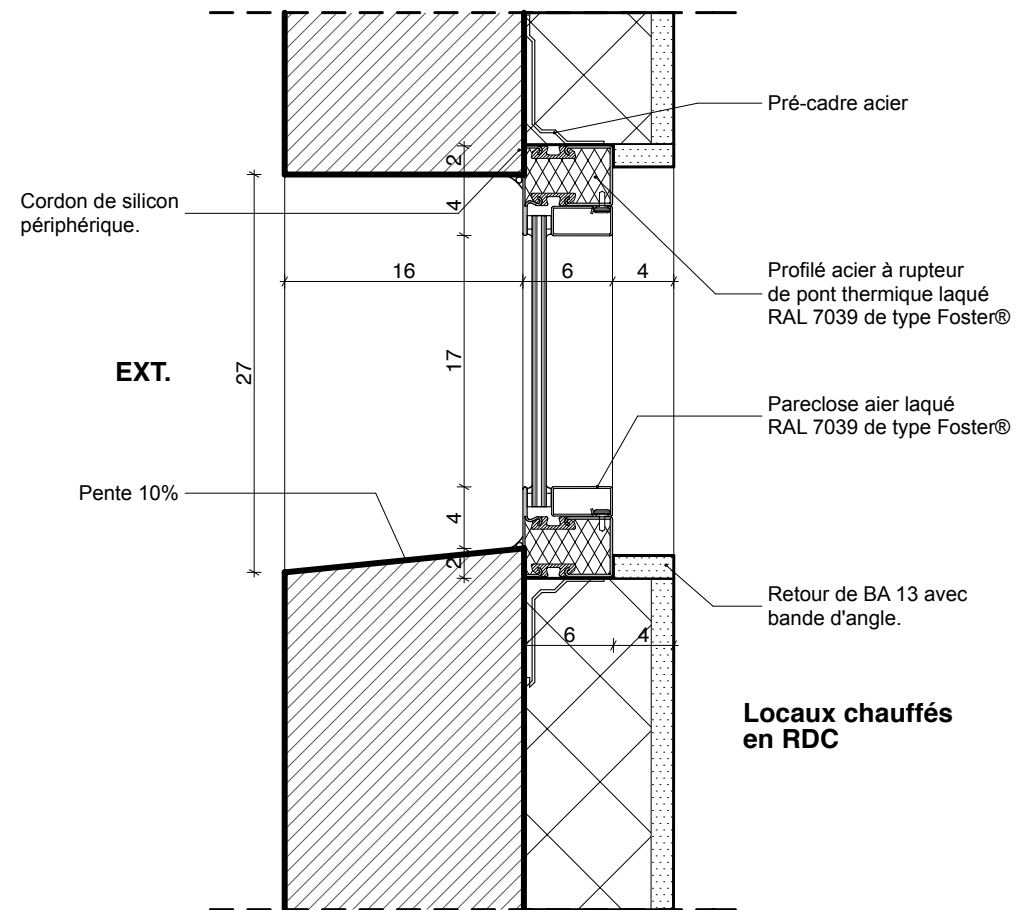 Pré-cadre acier
2
Cordon de silicon
périphérique.
4
16
6
4
Profilé acier à rupteur
de pont thermique laqué
RAL 7039 de type Foster®
EXT.
27
17
Pareclose aier laqué
RAL 7039 de type Foster®
Pente 10%
4
2
Retour de BA 13 avec
bande d'angle.
6
4
Locaux chauffés
en RDC